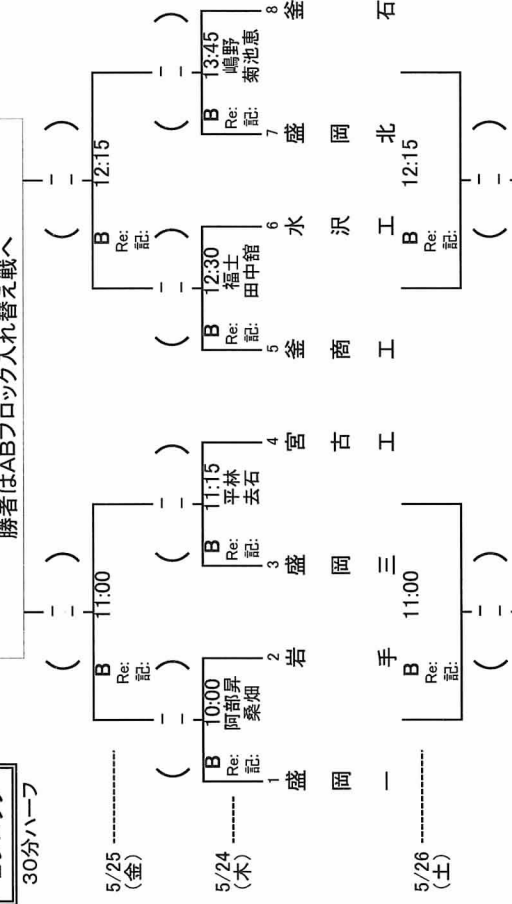 勝者はABブロック入れ替え戦へ
30分ハーフ
5/25
(金)
11:00
B
Re:
記:
12:15
B
Re:
記:
5/24
(木)
10:00
B
Re: 阿部昇
記: 桑畑
11:15
B
Re: 平林
記: 去石
12:30
B
Re: 福士
記: 田中舘
13:45
B
Re: 嶋野
記: 菊池恵
1 盛岡一
2 岩手
3 盛岡三
4 宮古工
5 釜商工
6 水沢工
7 盛岡北
8 釜石
5/26
(土)
11:00
B
Re:
記:
12:15
B
Re:
記: